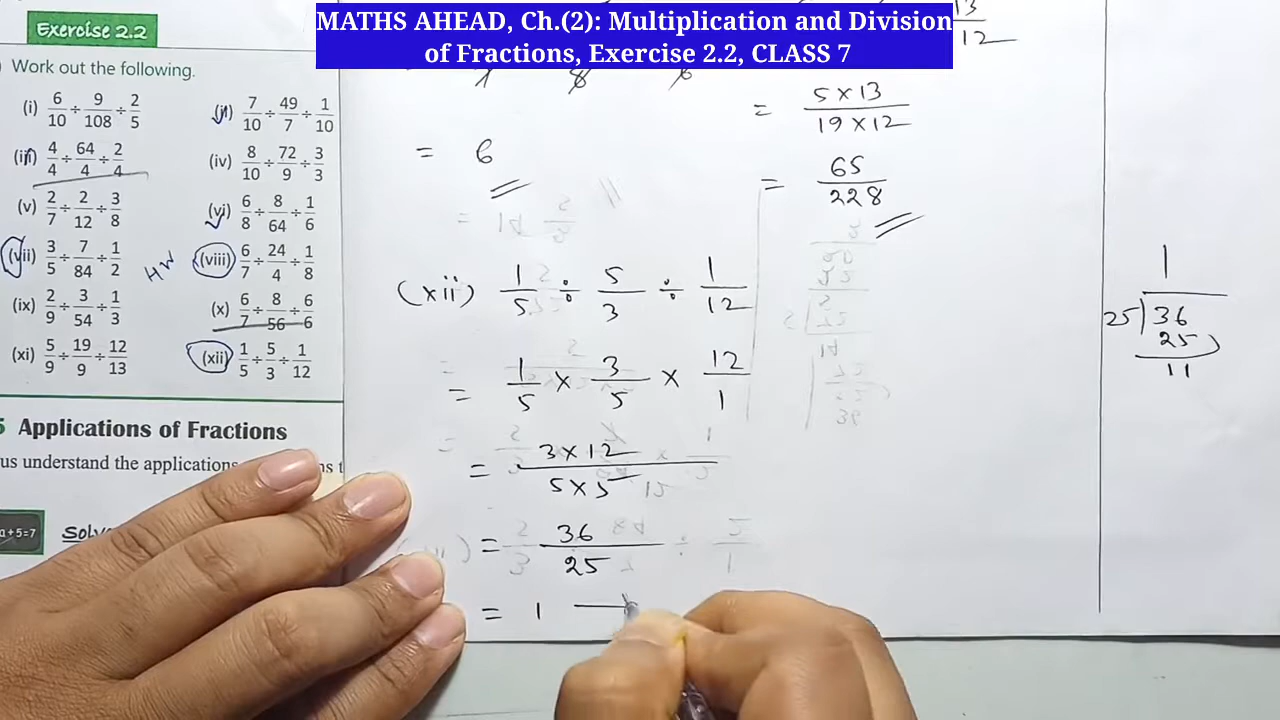 MATHS AHEAD, Ch.(2): Multiplication and Division
of Fractions, Exercise 2.2, CLASS 7
Exercise 2.2
Work out the following.
(i) 6/10 ÷ 9/108 ÷ 2/5
(ii) 7/10 ÷ 49/7 ÷ 1/10
(iii) 4/4 ÷ 64/4 ÷ 2/4
(iv) 8/10 ÷ 72/9 ÷ 3/3
(v) 2/7 ÷ 2/12 ÷ 3/8
(vi) 6/8 ÷ 8/64 ÷ 1/6
(vii) 3/5 ÷ 7/84 ÷ 1/2
HW
(viii) 6/7 ÷ 24/4 ÷ 1/8
(ix) 2/9 ÷ 3/54 ÷ 1/3
(x) 6/7 ÷ 8/56 ÷ 6/6
(xi) 5/9 ÷ 19/9 ÷ 12/13
(xii) 1/5 ÷ 5/3 ÷ 1/12
5 Applications of Fractions
us understand the applications
a+5=7
Solv
= 6
(xii) 1/5 ÷ 5/3 ÷ 1/12
= 1/5 × 3/5 × 12/1
= 3×12 / 5×5
= 36/25
= 1
13/12
= 5×13 / 19×12
= 65/228
1
25)36
25
11